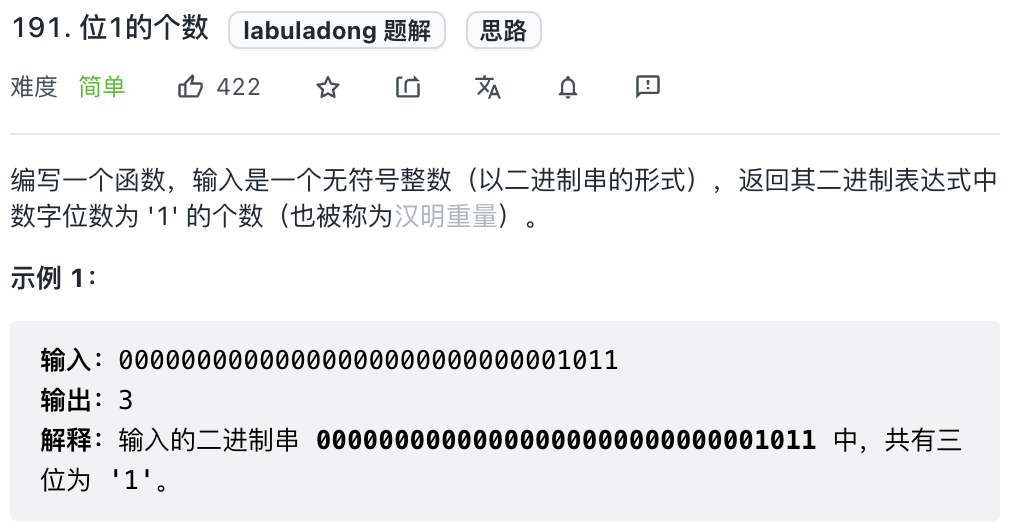 191. 位1的个数 labuladong 题解 思路
难度 简单 422
编写一个函数，输入是一个无符号整数（以二进制串的形式），返回其二进制表达式中
数字位数为 '1' 的个数（也被称为汉明重量）。
示例 1：
输入：00000000000000000000000000001011
输出：3
解释：输入的二进制串 00000000000000000000000000001011 中，共有三
位为 '1'。